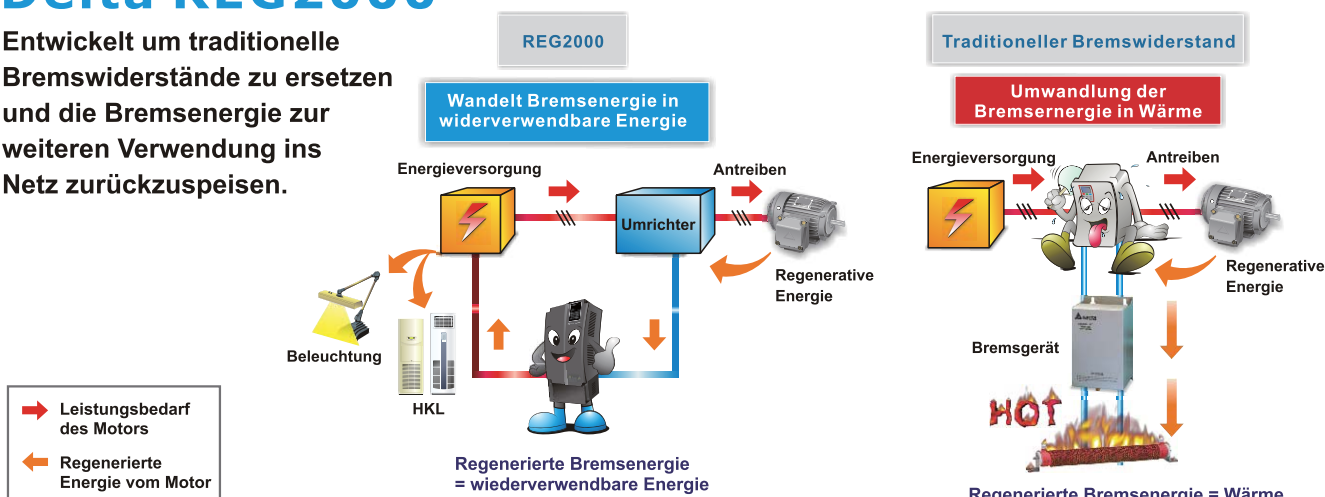 Delta REG2000
Entwickelt um traditionelle
Bremswiderstände zu ersetzen
und die Bremsenergie zur
weiteren Verwendung ins
Netz zurückzuspeisen.
REG2000
Wandelt Bremsenergie in
widerverwendbare Energie
Energieversorgung
Antreiben
Umrichter
Regenerative
Energie
Beleuchtung
HKL
Regenerierte Bremsenergie
= wiederverwendbare Energie
Traditioneller Bremswiderstand
Umwandlung der
Bremsernergie in Wärme
Energieversorgung
Antreiben
Regenerative
Energie
Bremsgerät
HOT
Regenerierte Bremsenergie = Wärme
Leistungsbedarf
des Motors
Regenerierte
Energie vom Motor